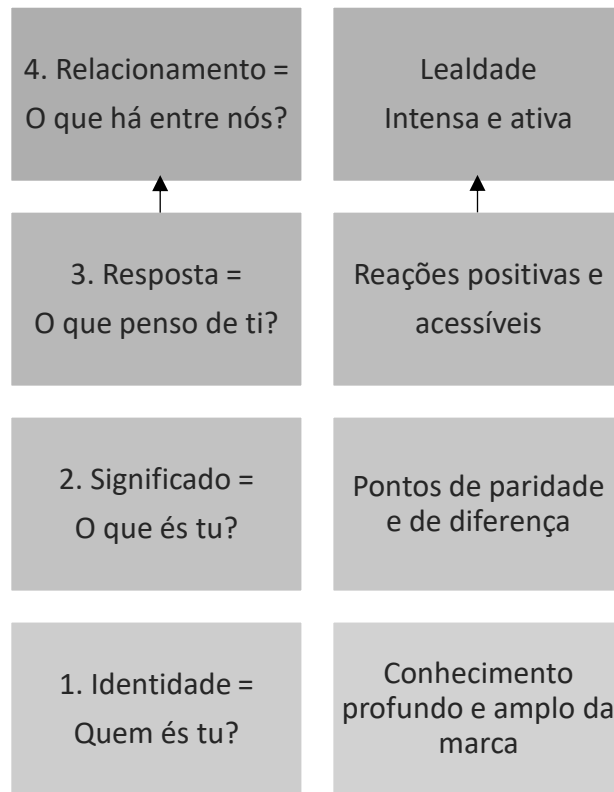 4. Relacionamento =
O que há entre nós?
Lealdade
Intensa e ativa
3. Resposta =
O que penso de ti?
Reações positivas e
acessíveis
2. Significado =
O que és tu?
Pontos de paridade
e de diferença
1. Identidade =
Quem és tu?
Conhecimento
profundo e amplo da
marca